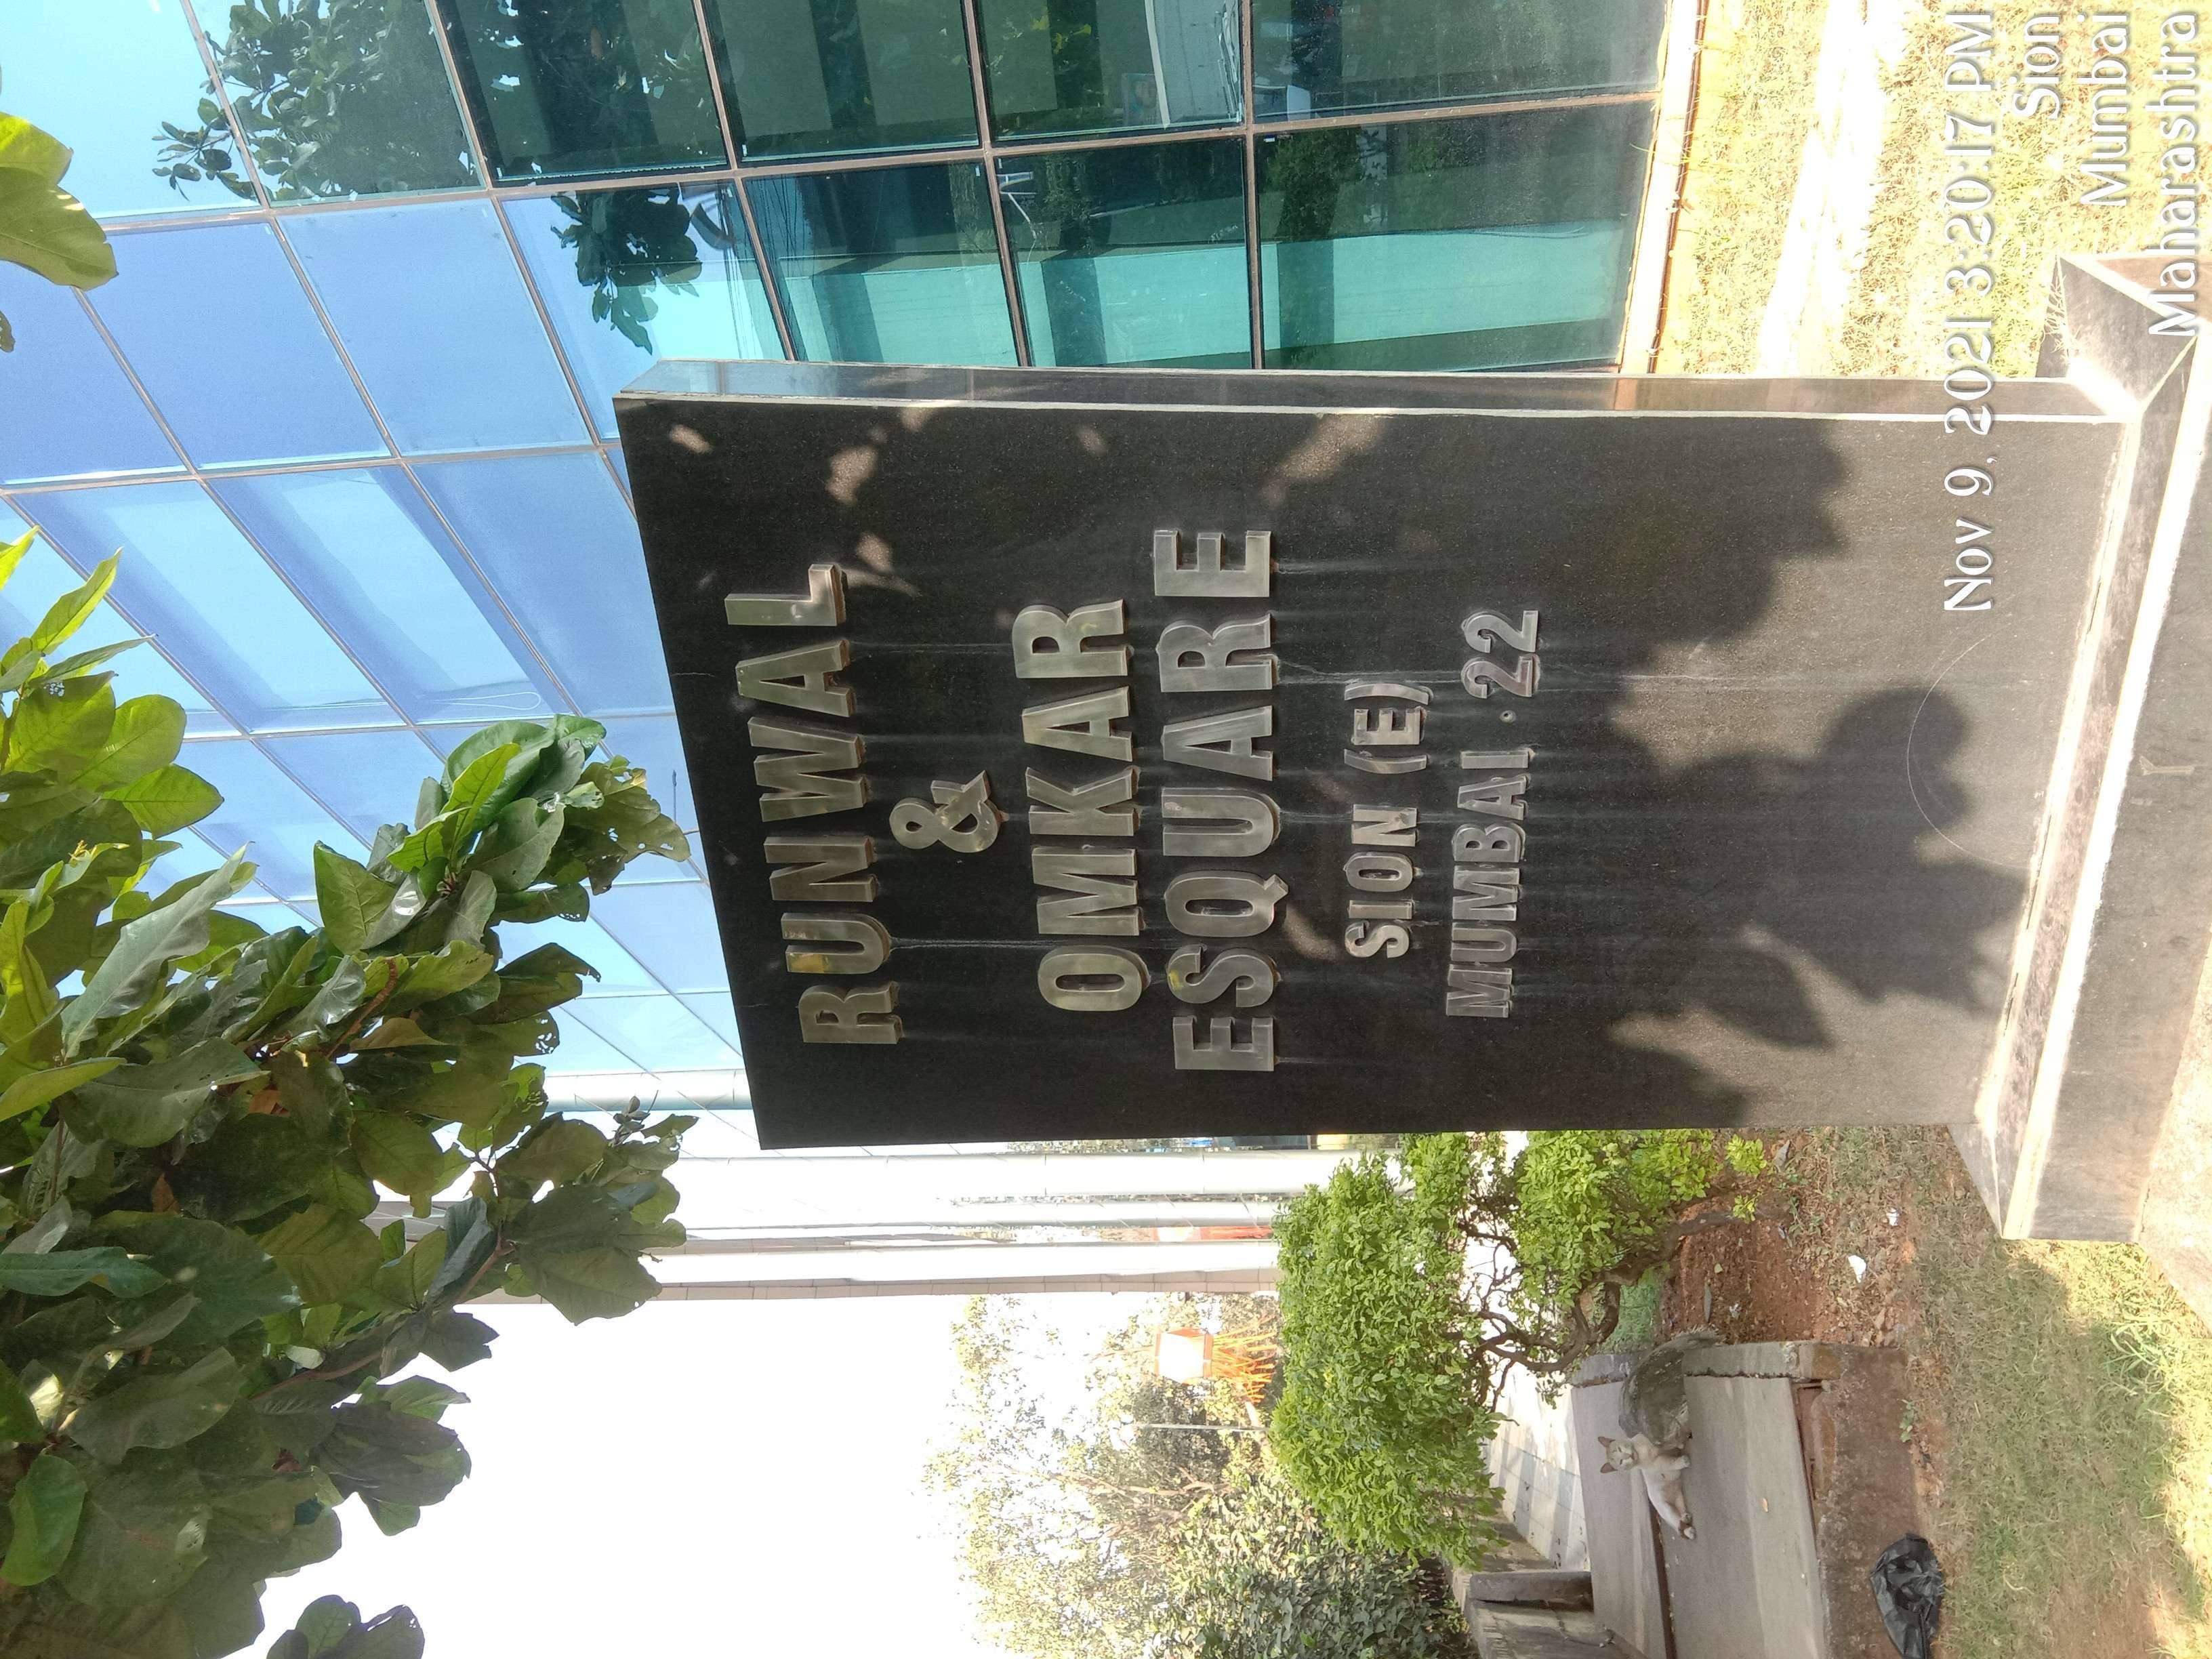 RUNWAL
&
OMKAR
ESQUARE
SION (E)
MUMBAI . 22
Nov 9, 2021 3:20:17 PM
Sion
Mumbai
Maharashtra